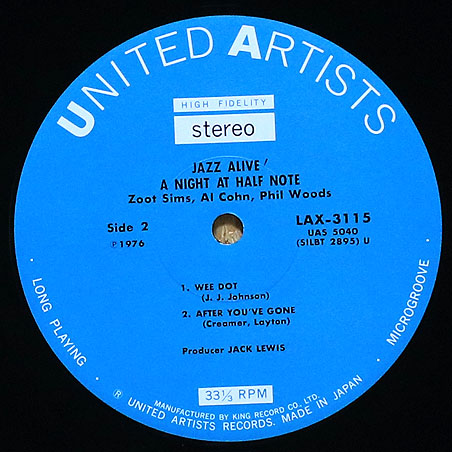 UNITED ARTISTS
HIGH FIDELITY
stereo
JAZZ ALIVE!
A NIGHT AT HALF NOTE
Zoot Sims, Al Cohn, Phil Woods
Side 2
℗1976
LAX-3115
UAS 5040
(5ILBT 2895) U
1. WEE DOT
(J. J. Johnson)
2. AFTER YOU'VE GONE
(Creamer, Layton)
Producer JACK LEWIS
33⅓ RPM
· LONG PLAYING ·
· MICROGROOVE ·
MANUFACTURED BY KING RECORD CO. LTD.
® UNITED ARTISTS RECORDS. MADE IN JAPAN